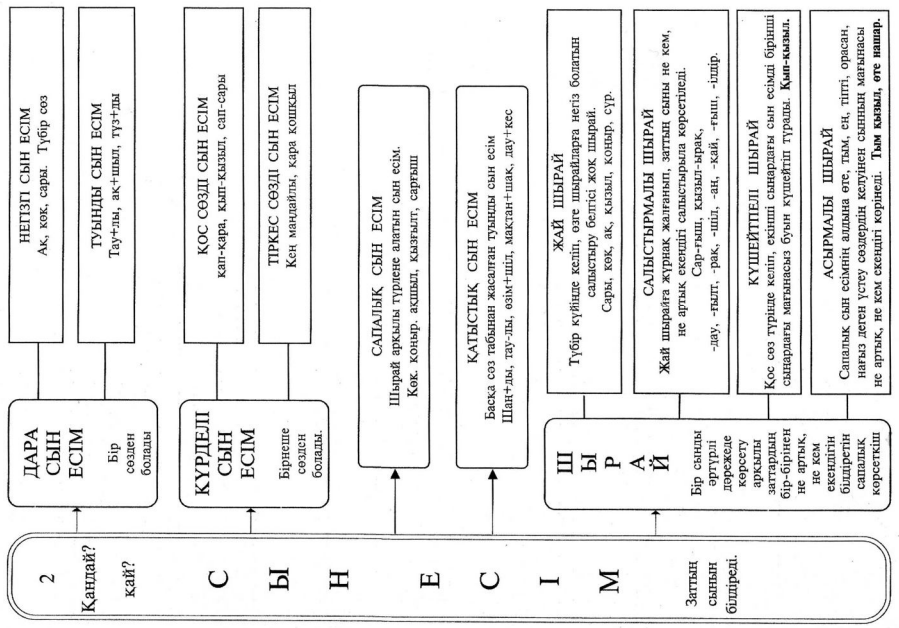 2
Қандай?
қай?
С
Ы
Н
Е
С
І
М
Заттың
сынын
білдіреді.
ДАРА
СЫН
ЕСІМ
Бір
сөзден
болады
НЕГІЗГІ СЫН ЕСІМ
Ақ, көк, сары. Түбір сөз
ТУЫНДЫ СЫН ЕСІМ
Тау+лы, ақ+шыл, түз+ды
КҮРДЕЛІ
СЫН
ЕСІМ
Бірнеше
сөзден
болады.
ҚОС СӨЗДІ СЫН ЕСІМ
қап-қара, қып-қызыл, сап-сары
ТІРКЕС СӨЗДІ СЫН ЕСІМ
Кең маңдайлы, қара қошқыл
САПАЛЫҚ СЫН ЕСІМ
Шырай арқылы түрлене алатын сын есім.
Көк. қоңыр. ақшыл, қызғылт, сарғыш
ҚАТЫСТЫҚ СЫН ЕСІМ
Басқа сөз табынан жасалған туынды сын есім
Шаң+ды, тау-лы, өзім+шіл, мақтан+шақ, дау+кес
Ш
Ы
Р
А
Й
Бір сынды
әртүрлі
дәрежеде
көрсету
арқылы
заттардың
бір-бірінен
не артық,
не кем
екендігін
білдіретін
сапалық
көрсеткіш
ЖАЙ ШЫРАЙ
Түбір күйінде келіп, өзге шырайларға негіз болатын
салыстыру белгісі жоқ шырай.
Сары, көк, ақ, қызыл, қоңыр, сұр.
САЛЫСТЫРМАЛЫ ШЫРАЙ
Жай шырайға жұрнақ жалғанып, заттың сыны не кем,
не артық екендігі салыстырыла көрсетіледі.
Сар-ғыш, қызыл-ырақ,
-дау, -ғылт, -рақ, -шіл, -аң, -қай, -ғыш, -ілдір.
КҮШЕЙТПЕЛІ ШЫРАЙ
Қос сөз түрінде келіп, екінші сыңардағы сын есімді бірінші
сыңардағы мағынасыз буын күшейтіп тұрады. Қып-қызыл.
АСЫРМАЛЫ ШЫРАЙ
Сапалық сын есімнің алдына өте, тым, ең, тіпті, орасан,
нағыз деген үстеу сөздердің келуінен сынның мағынасы
не артық, не кем екендігі көрінеді. Тым қызыл, өте нашар.